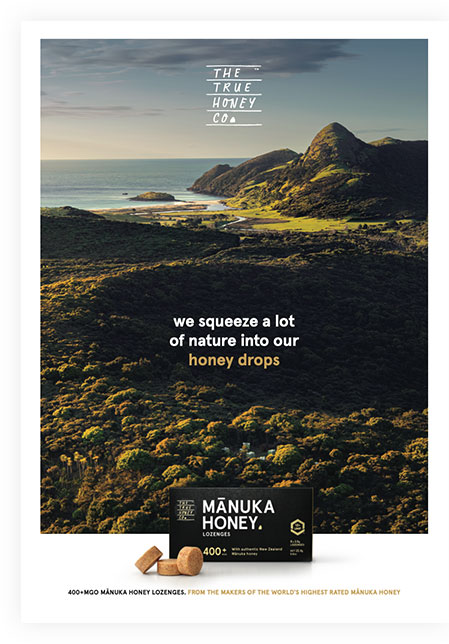 THE ™
TRUE
HONEY
CO
we squeeze a lot
of nature into our
honey drops
THE
TRUE
HONEY
CO
MĀNUKA
HONEY
LOZENGES
400+
With authentic New Zealand
Mānuka honey
400+MGO MĀNUKA HONEY LOZENGES. FROM THE MAKERS OF THE WORLD'S HIGHEST RATED MĀNUKA HONEY